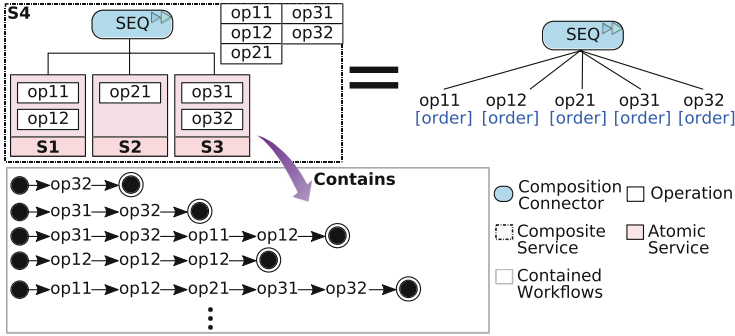 S4
SEQ
op11 op31
op12 op32
op21
op11
op12
S1
op21
S2
op31
op32
S3
SEQ
op11 op12 op21 op31 op32
[order] [order] [order] [order] [order]
Contains
op32
op31 op32
op31 op32 op11 op12
op12 op12 op12
op11 op12 op21 op31 op32
Composition
Connector
Operation
Composite
Service
Atomic
Service
Contained
Workflows